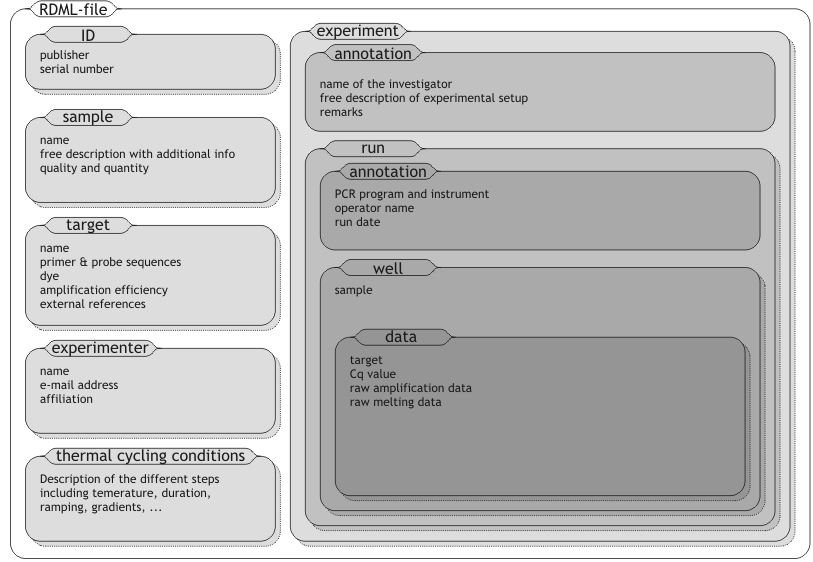 RDML-file
ID
publisher
serial number
sample
name
free description with additional info
quality and quantity
target
name
primer & probe sequences
dye
amplification efficiency
external references
experimenter
name
e-mail address
affiliation
thermal cycling conditions
Description of the different steps
including temerature, duration,
ramping, gradients, ...
experiment
annotation
name of the investigator
free description of experimental setup
remarks
run
annotation
PCR program and instrument
operator name
run date
well
sample
data
target
Cq value
raw amplification data
raw melting data